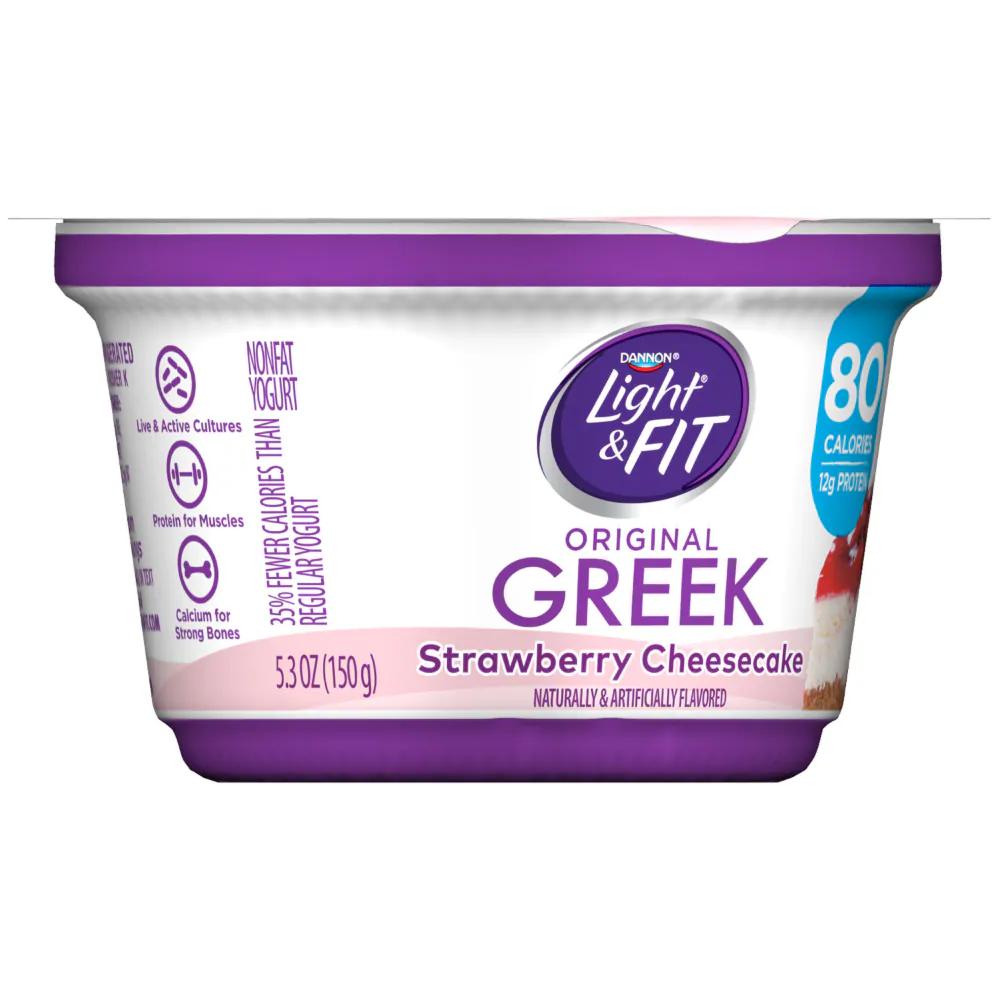 Live & Active Cultures
Protein for Muscles
Calcium for
Strong Bones
NONFAT
YOGURT
35% FEWER CALORIES THAN
REGULAR YOGURT
5.3 OZ (150 g)
DANNON®
Light®
& FIT
ORIGINAL
GREEK
Strawberry Cheesecake
NATURALLY & ARTIFICIALLY FLAVORED
80
CALORIES
12g PROTEIN